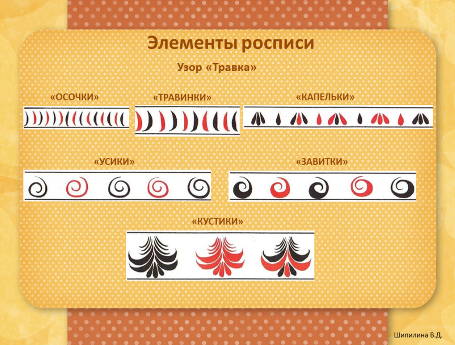 Элементы росписи
Узор «Травка»
«ОСОЧКИ» «ТРАВИНКИ» «КАПЕЛЬКИ»
«УСИКИ» «ЗАВИТКИ»
«КУСТИКИ»
Шипилина В.Д.